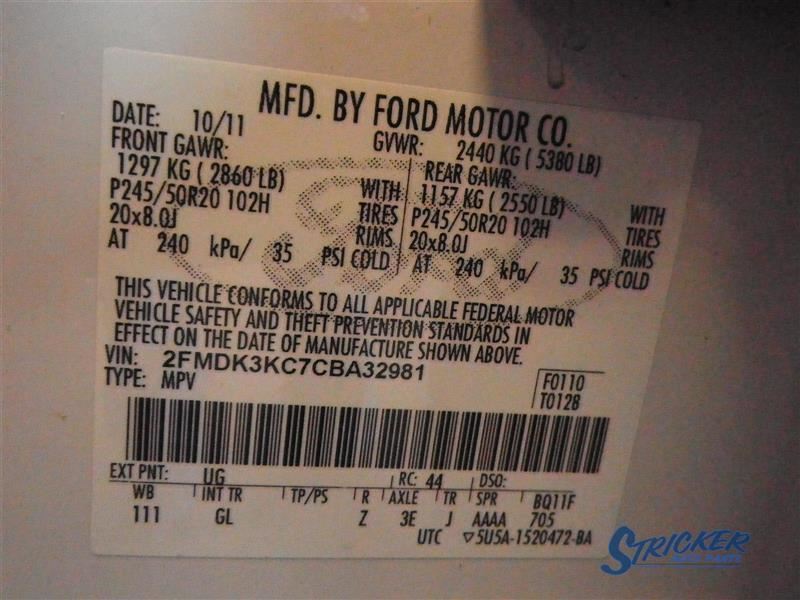 MFD. BY FORD MOTOR CO.
DATE: 10/11 GVWR: 2440 KG ( 5380 LB)
FRONT GAWR: REAR GAWR:
1297 KG ( 2860 LB) WITH 1157 KG ( 2550 LB) WITH
P245/50R20 102H TIRES P245/50R20 102H TIRES
20x8.0J RIMS 20x8.0J RIMS
AT 240 kPa/ 35 PSI COLD AT 240 kPa/ 35 PSI COLD
Ford
THIS VEHICLE CONFORMS TO ALL APPLICABLE FEDERAL MOTOR
VEHICLE SAFETY AND THEFT PREVENTION STANDARDS IN
EFFECT ON THE DATE OF MANUFACTURE SHOWN ABOVE.
VIN: 2FMDK3KC7CBA32981
TYPE: MPV
F0110
T0128
EXT PNT: UG RC: 44 DSO:
WB INT TR TP/PS R AXLE TR SPR BQ11F
111 GL Z 3E J AAAA 705
UTC ▽5U5A-1520472-BA
STRICKER
AUTO PARTS